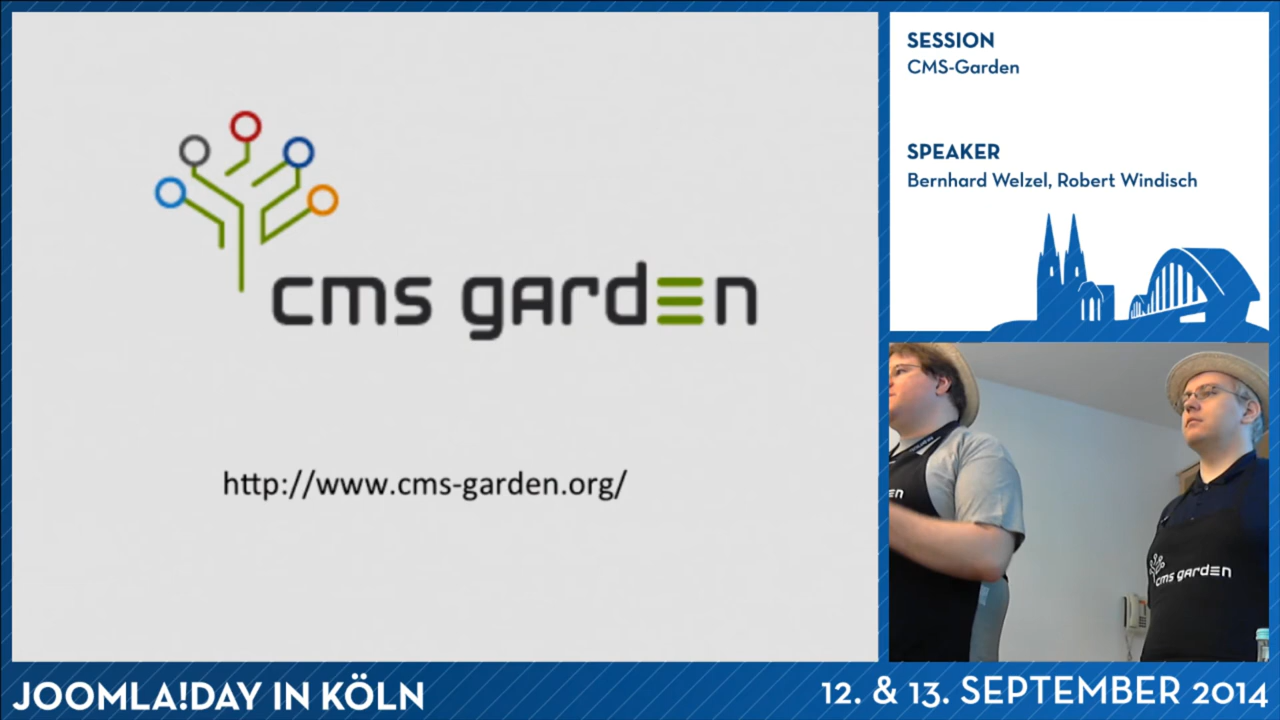 cms garden
http://www.cms-garden.org/
SESSION
CMS-Garden
SPEAKER
Bernhard Welzel, Robert Windisch
en
cms garden
JOOMLA!DAY IN KÖLN
12. & 13. SEPTEMBER 2014